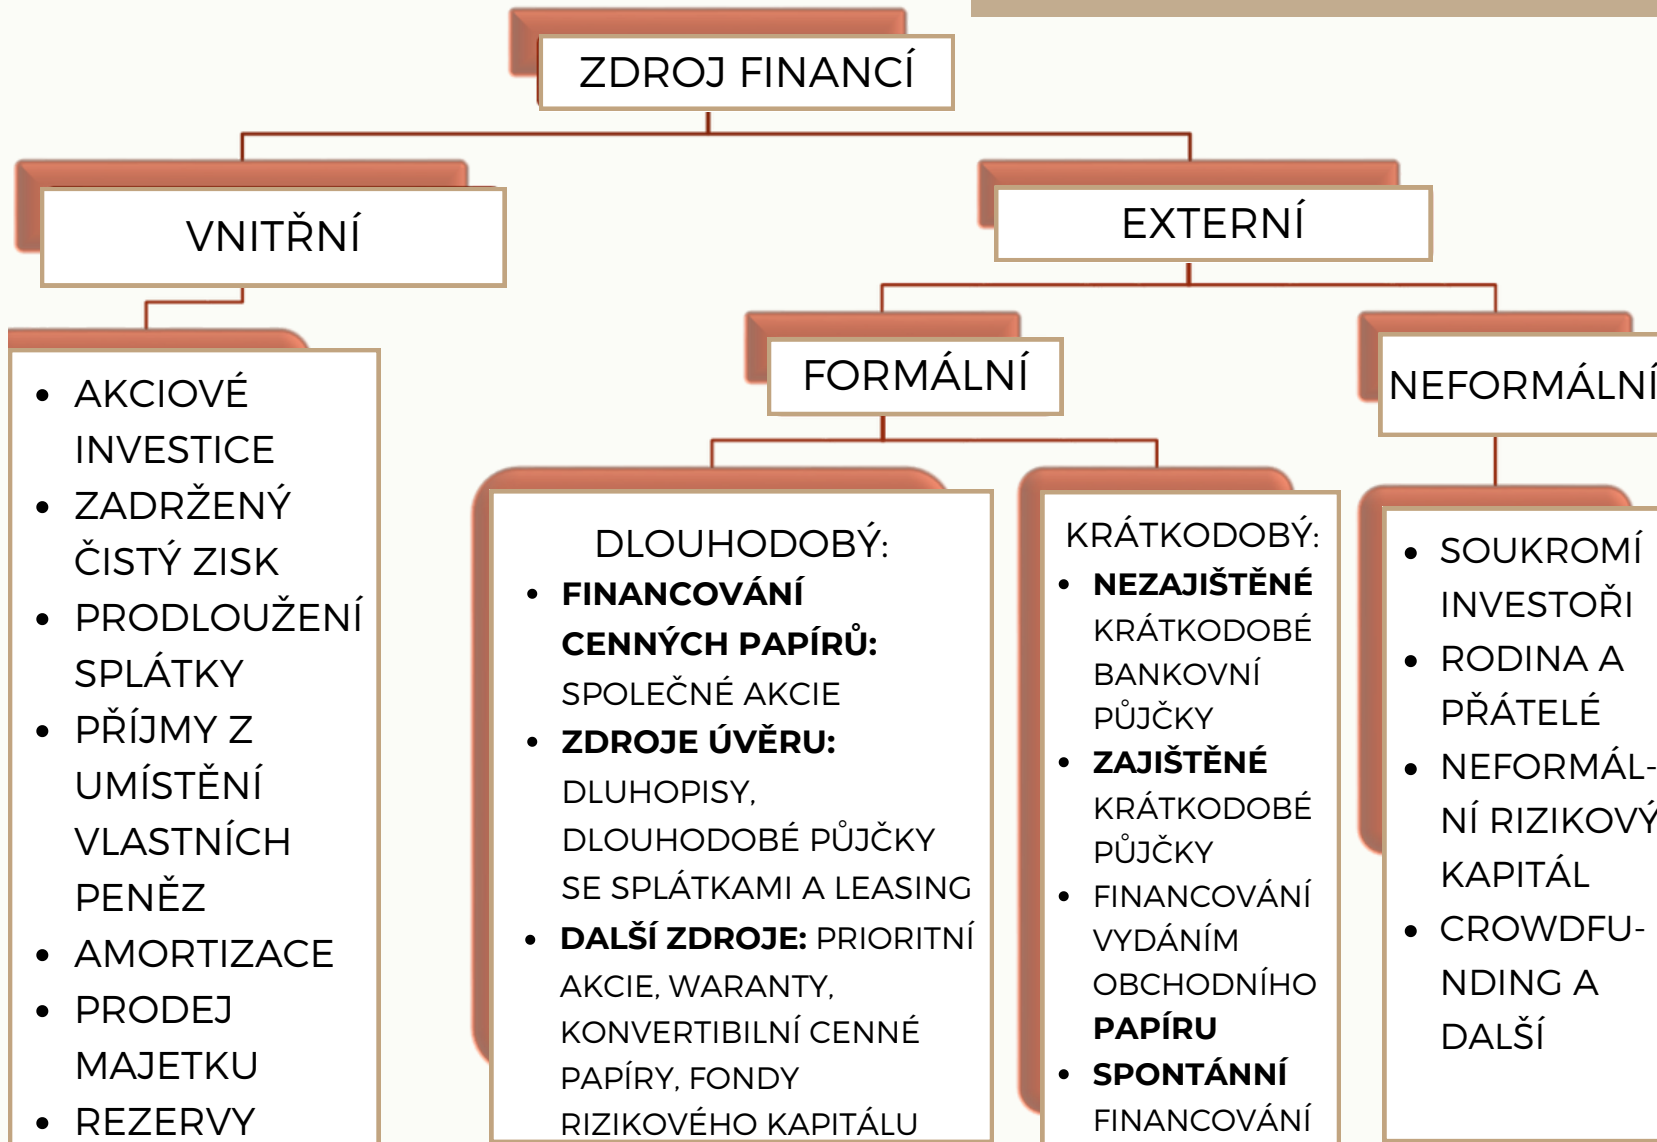 ZDROJ FINANCÍ
VNITŘNÍ
EXTERNÍ
FORMÁLNÍ
NEFORMÁLNÍ
• AKCIOVÉ
INVESTICE
• ZADRŽENÝ
ČISTÝ ZISK
• PRODLOUŽENÍ
SPLÁTKY
• PŘÍJMY Z
UMÍSTĚNÍ
VLASTNÍCH
PENĚZ
• AMORTIZACE
• PRODEJ
MAJETKU
• REZERVY
DLOUHODOBÝ:
• FINANCOVÁNÍ
CENNÝCH PAPÍRŮ:
SPOLEČNÉ AKCIE
• ZDROJE ÚVĚRU:
DLUHOPISY,
DLOUHODOBÉ PŮJČKY
SE SPLÁTKAMI A LEASING
• DALŠÍ ZDROJE: PRIORITNÍ
AKCIE, WARANTY,
KONVERTIBILNÍ CENNÉ
PAPÍRY, FONDY
RIZIKOVÉHO KAPITÁLU
KRÁTKODOBÝ:
• NEZAJIŠTĚNÉ
KRÁTKODOBÉ
BANKOVNÍ
PŮJČKY
• ZAJIŠTĚNÉ
KRÁTKODOBÉ
PŮJČKY
• FINANCOVÁNÍ
VYDÁNÍM
OBCHODNÍHO
PAPÍRU
• SPONTÁNNÍ
FINANCOVÁNÍ
• SOUKROMÍ
INVESTOŘI
• RODINA A
PŘÁTELÉ
• NEFORMÁL-
NÍ RIZIKOVÝ
KAPITÁL
• CROWDFU-
NDING A
DALŠÍ